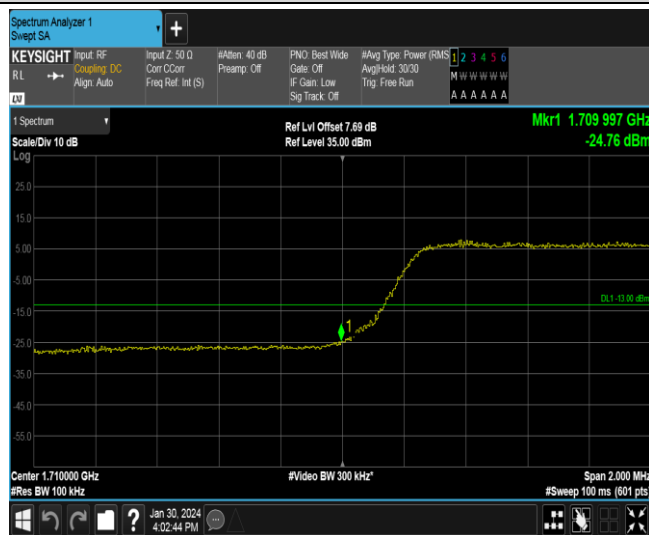 Spectrum Analyzer 1
Swept SA
+
KEYSIGHT
RL
LXI
Input: RF
Coupling: DC
Align: Auto
Input Z: 50 Ω
Corr CCorr
Freq Ref: Int (S)
#Atten: 40 dB
Preamp: Off
PNO: Best Wide
Gate: Off
IF Gain: Low
Sig Track: Off
#Avg Type: Power (RMS
Avg|Hold: 30/30
Trig: Free Run
1 2 3 4 5 6
M W W W W W
A A A A A A
1 Spectrum
Scale/Div 10 dB
Log
Ref Lvl Offset 7.69 dB
Ref Level 35.00 dBm
Mkr1 1.709 997 GHz
-24.76 dBm
25.0
15.0
5.00
-5.00
-15.0
-25.0
-35.0
-45.0
-55.0
DL1 -13.00 dBm
1
Center 1.710000 GHz
#Res BW 100 kHz
#Video BW 300 kHz*
Span 2.000 MHz
#Sweep 100 ms (601 pts)
?
Jan 30, 2024
4:02:44 PM